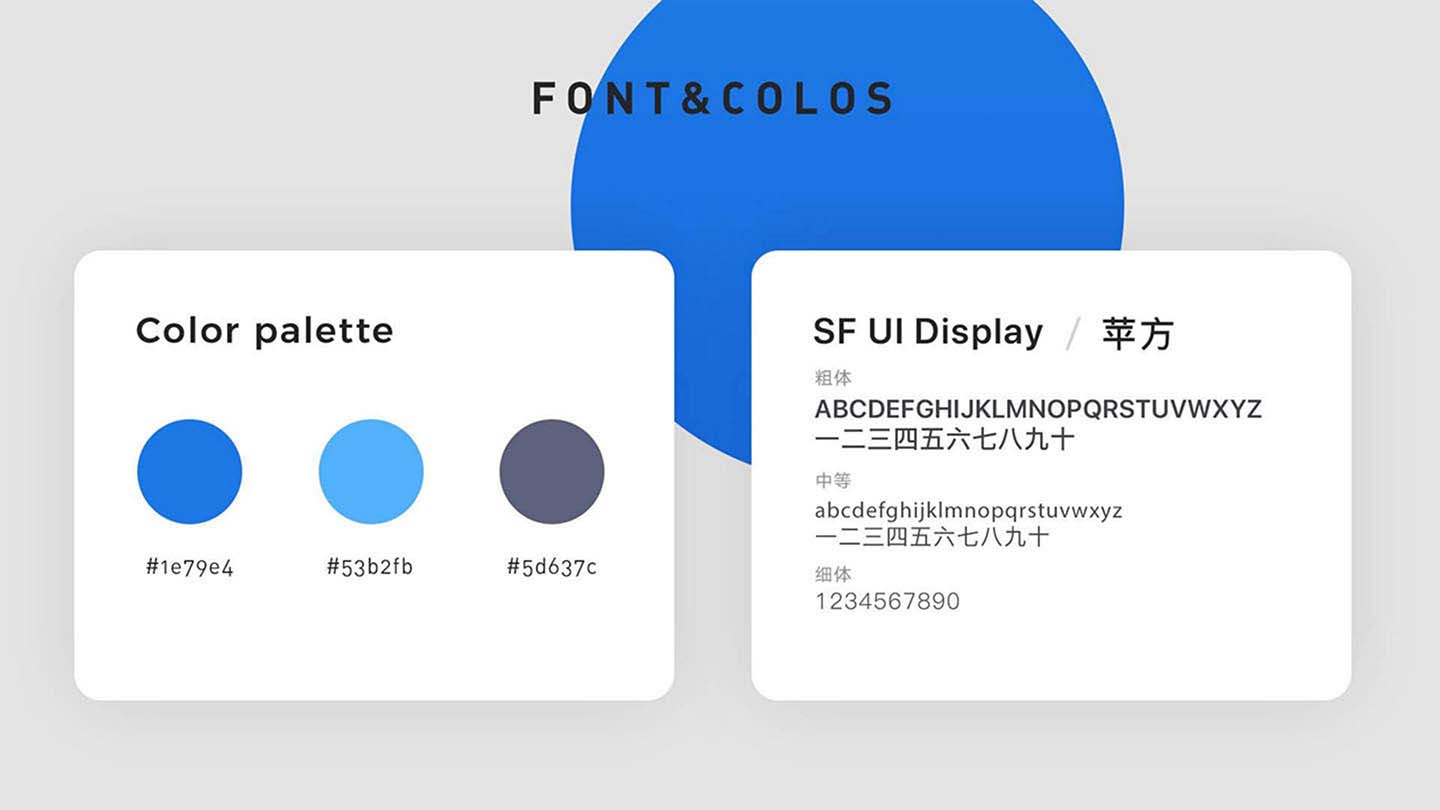 FONT&COLOS
Color palette
#1e79e4 #53b2fb #5d637c
SF UI Display / 苹方
粗体
ABCDEFGHIJKLMNOPQRSTUVWXYZ
一二三四五六七八九十
中等
abcdefghijklmnopqrstuvwxyz
一二三四五六七八九十
细体
1234567890